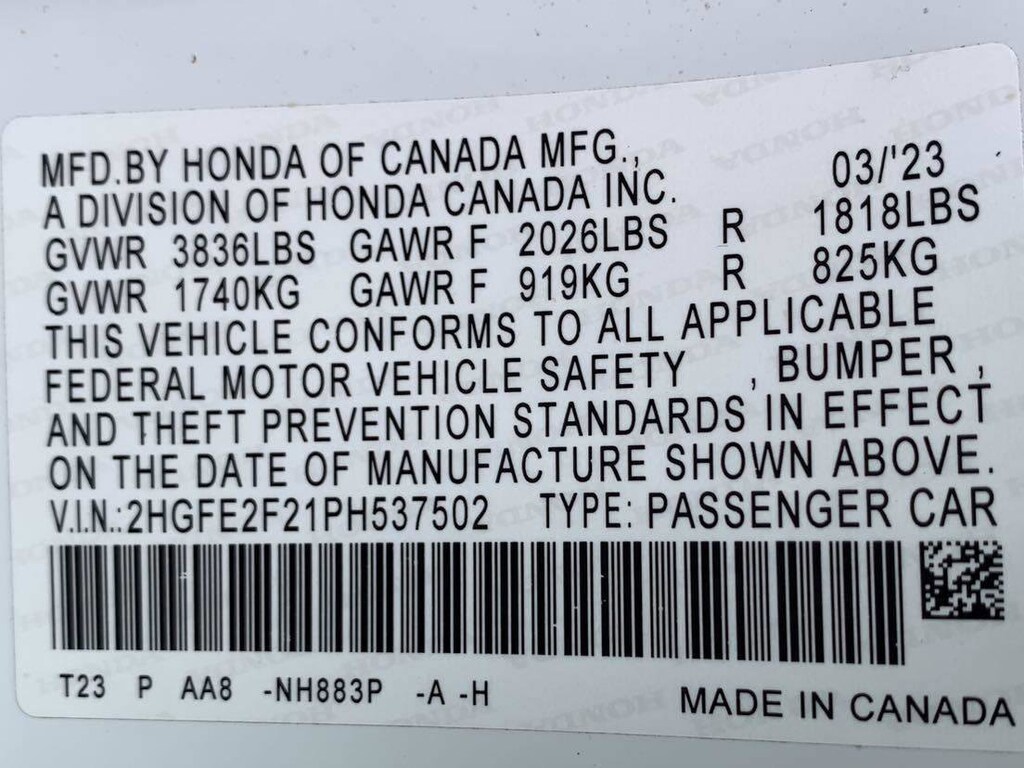 MFD.BY HONDA OF CANADA MFG.,
A DIVISION OF HONDA CANADA INC. 03/'23
GVWR 3836LBS GAWR F 2026LBS R 1818LBS
GVWR 1740KG GAWR F 919KG R 825KG
THIS VEHICLE CONFORMS TO ALL APPLICABLE
FEDERAL MOTOR VEHICLE SAFETY , BUMPER ,
AND THEFT PREVENTION STANDARDS IN EFFECT
ON THE DATE OF MANUFACTURE SHOWN ABOVE.
V.I.N.:2HGFE2F21PH537502 TYPE: PASSENGER CAR
T23 P AA8 -NH883P -A -H
MADE IN CANADA